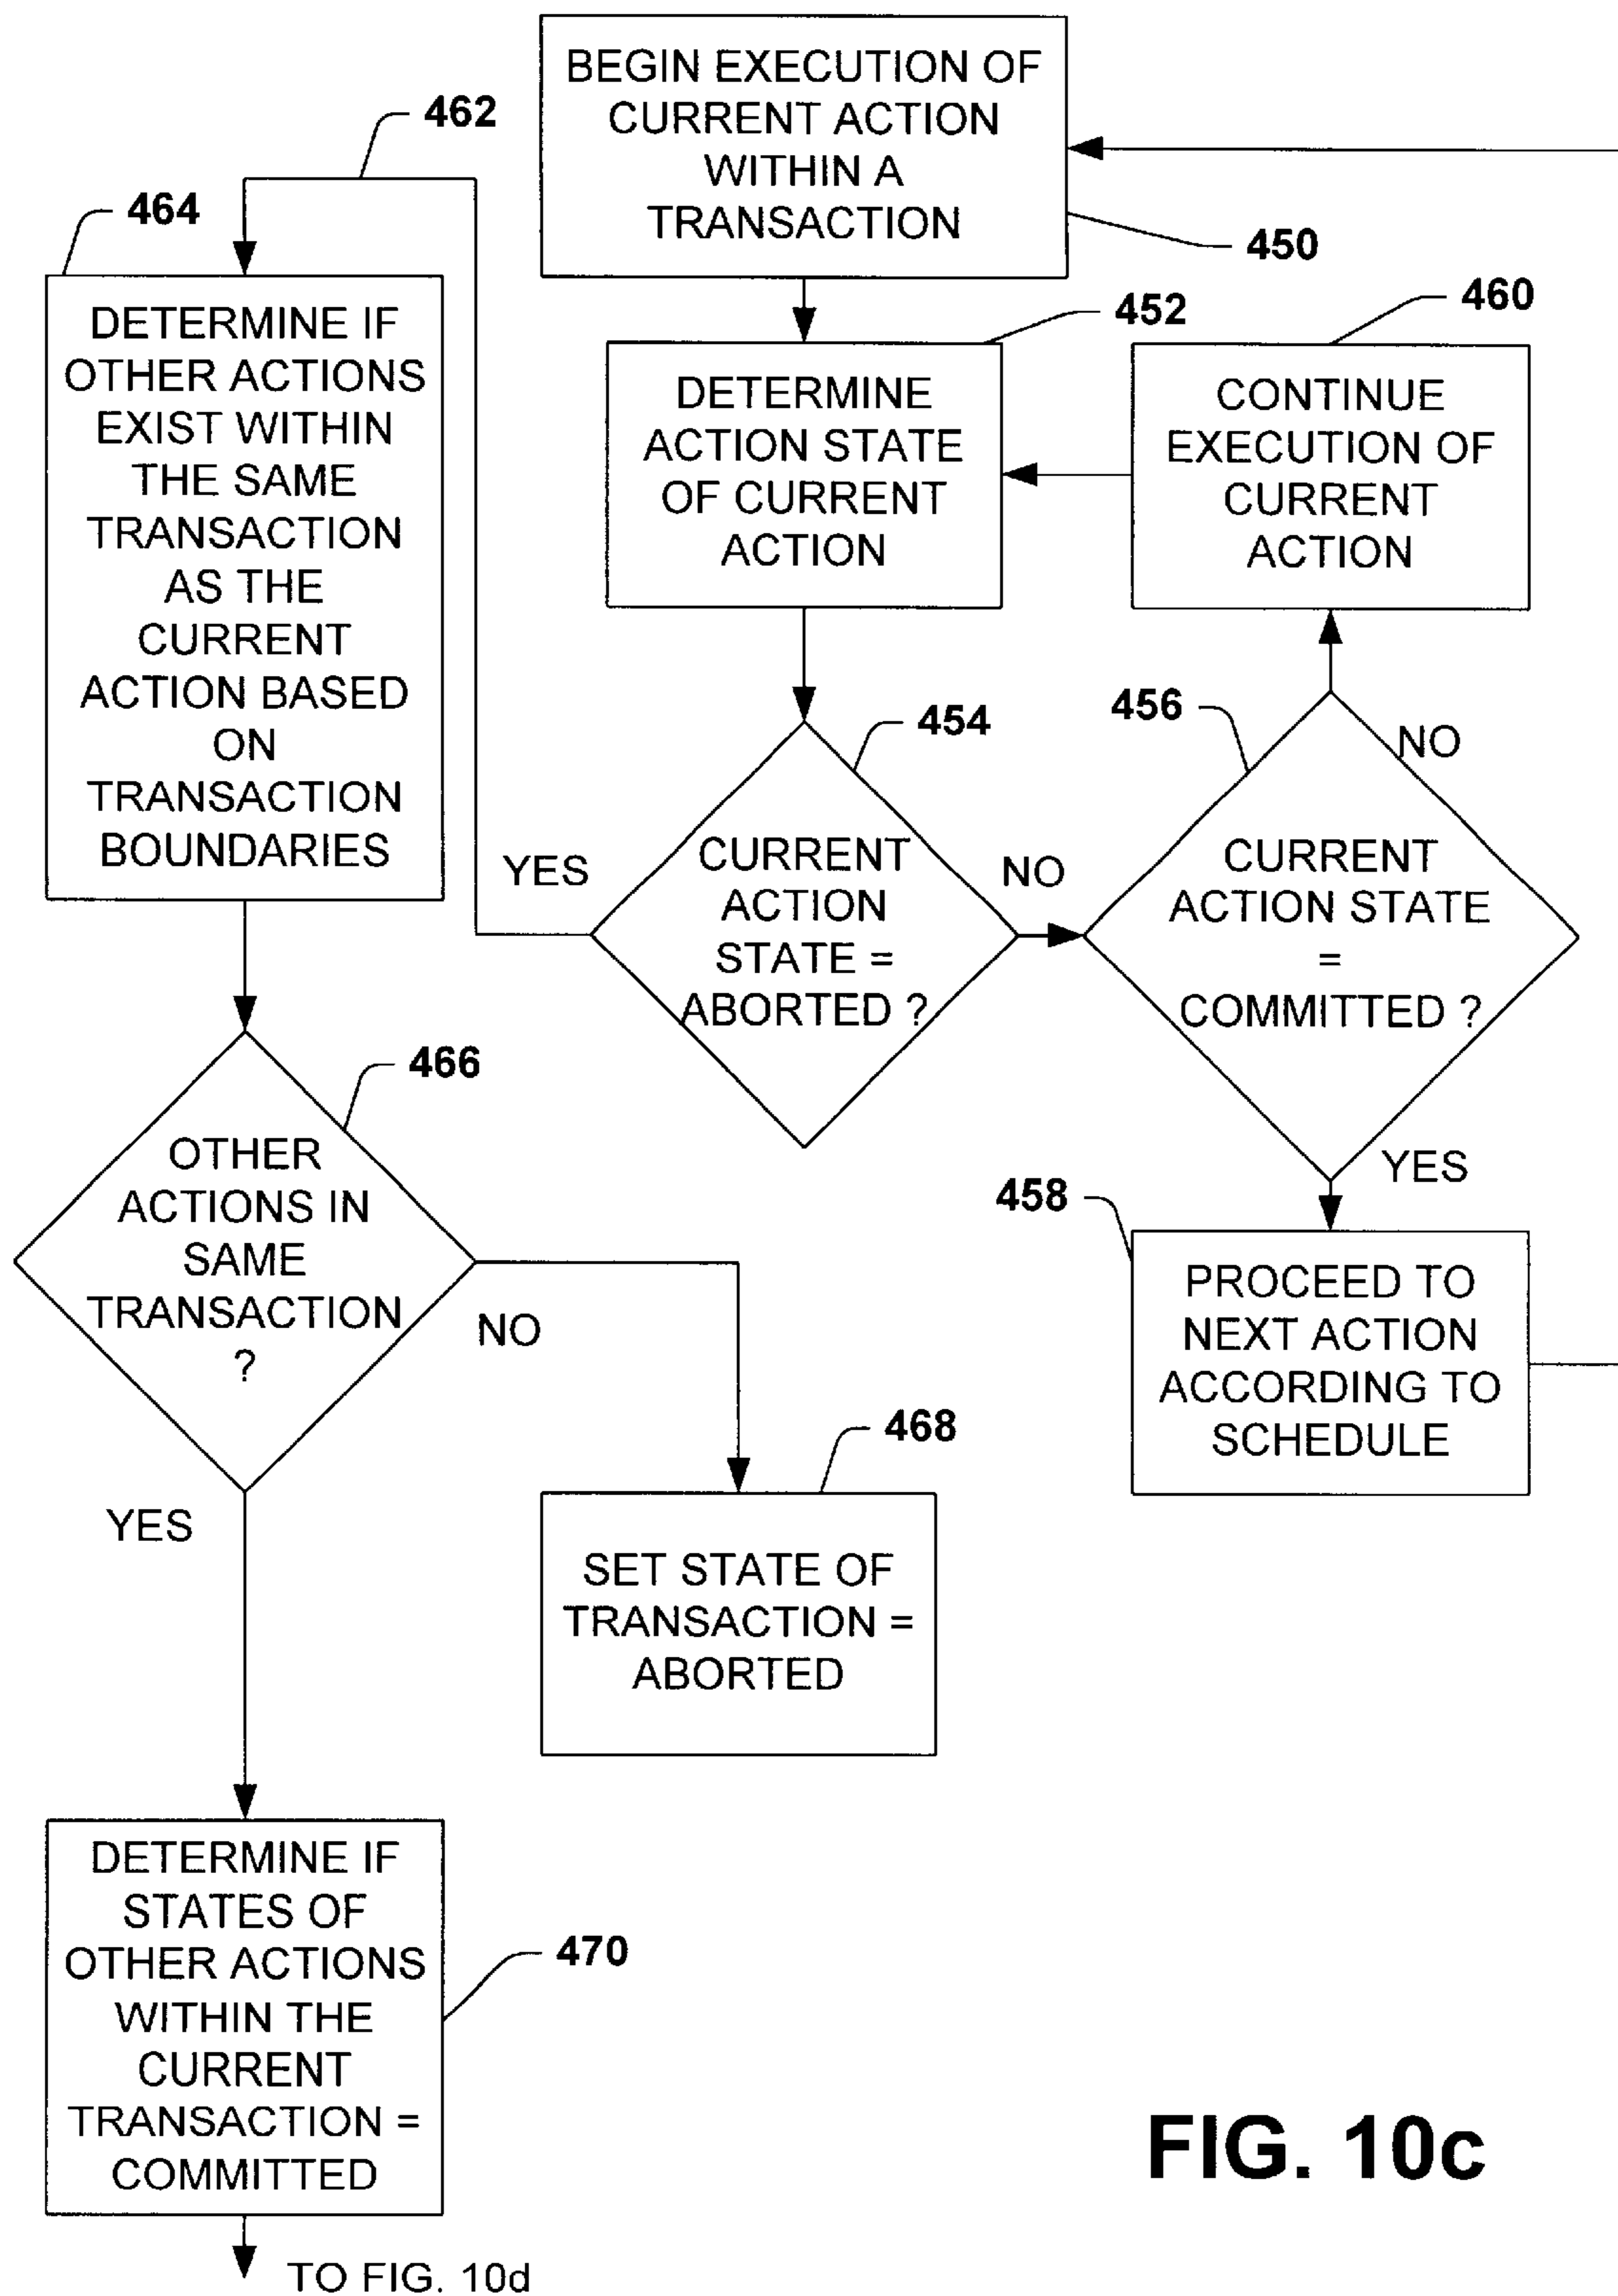 BEGIN EXECUTION OF
CURRENT ACTION
WITHIN A
TRANSACTION
450
462
464
DETERMINE IF
OTHER ACTIONS
EXIST WITHIN
THE SAME
TRANSACTION
AS THE
CURRENT
ACTION BASED
ON
TRANSACTION
BOUNDARIES
452
DETERMINE
ACTION STATE
OF CURRENT
ACTION
460
CONTINUE
EXECUTION OF
CURRENT
ACTION
454
CURRENT
ACTION
STATE =
ABORTED ?
YES
NO
456
CURRENT
ACTION STATE
=
COMMITTED ?
NO
YES
458
PROCEED TO
NEXT ACTION
ACCORDING TO
SCHEDULE
466
OTHER
ACTIONS IN
SAME
TRANSACTION
?
NO
YES
468
SET STATE OF
TRANSACTION =
ABORTED
470
DETERMINE IF
STATES OF
OTHER ACTIONS
WITHIN THE
CURRENT
TRANSACTION =
COMMITTED
TO FIG. 10d
FIG. 10c